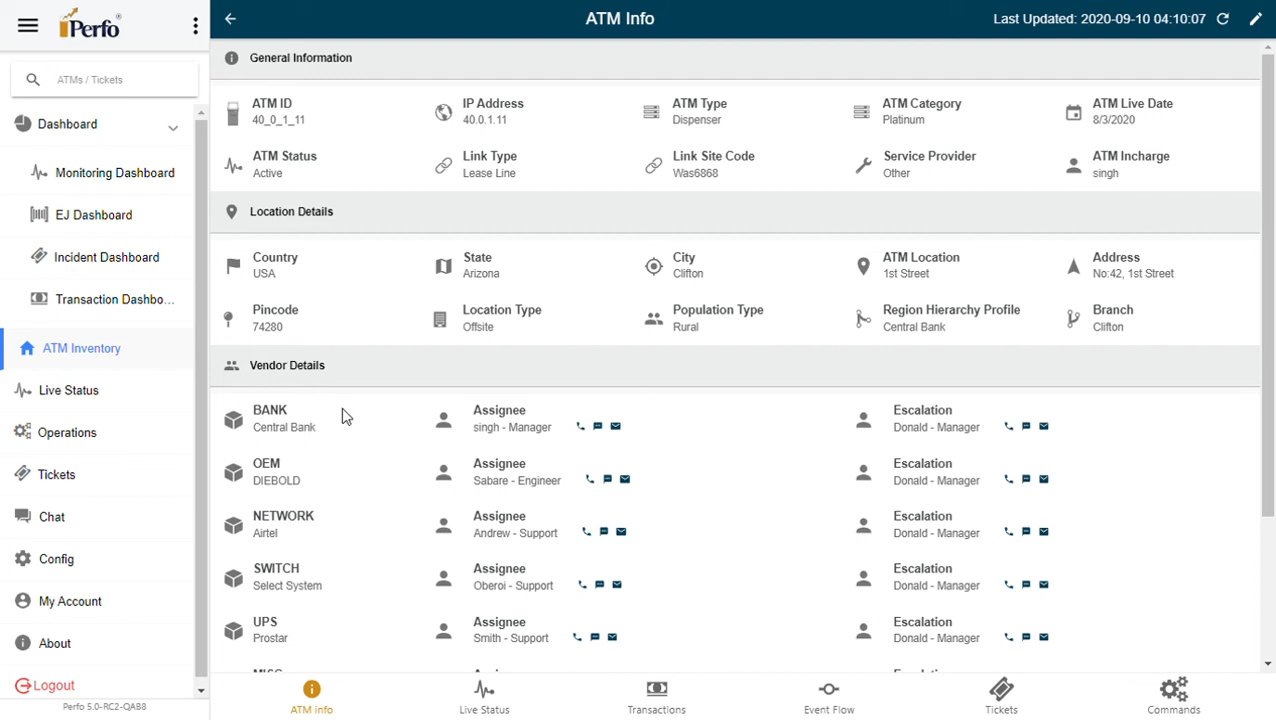 Perfo
ATM Info
Last Updated: 2020-09-10 04:10:07
ATMs / Tickets
Dashboard
Monitoring Dashboard
EJ Dashboard
Incident Dashboard
Transaction Dashbo...
ATM Inventory
Live Status
Operations
Tickets
Chat
Config
My Account
About
Logout
Perfo 5.0-RC2-QAB8
General Information
ATM ID
40_0_1_11
IP Address
40.0.1.11
ATM Type
Dispenser
ATM Category
Platinum
ATM Live Date
8/3/2020
ATM Status
Active
Link Type
Lease Line
Link Site Code
Was6868
Service Provider
Other
ATM Incharge
singh
Location Details
Country
USA
State
Arizona
City
Clifton
ATM Location
1st Street
Address
No:42, 1st Street
Pincode
74280
Location Type
Offsite
Population Type
Rural
Region Hierarchy Profile
Central Bank
Branch
Clifton
Vendor Details
BANK
Central Bank
Assignee
singh - Manager
Escalation
Donald - Manager
OEM
DIEBOLD
Assignee
Sabare - Engineer
Escalation
Donald - Manager
NETWORK
Airtel
Assignee
Andrew - Support
Escalation
Donald - Manager
SWITCH
Select System
Assignee
Oberoi - Support
Escalation
Donald - Manager
UPS
Prostar
Assignee
Smith - Support
Escalation
Donald - Manager
ATM info
Live Status
Transactions
Event Flow
Tickets
Commands